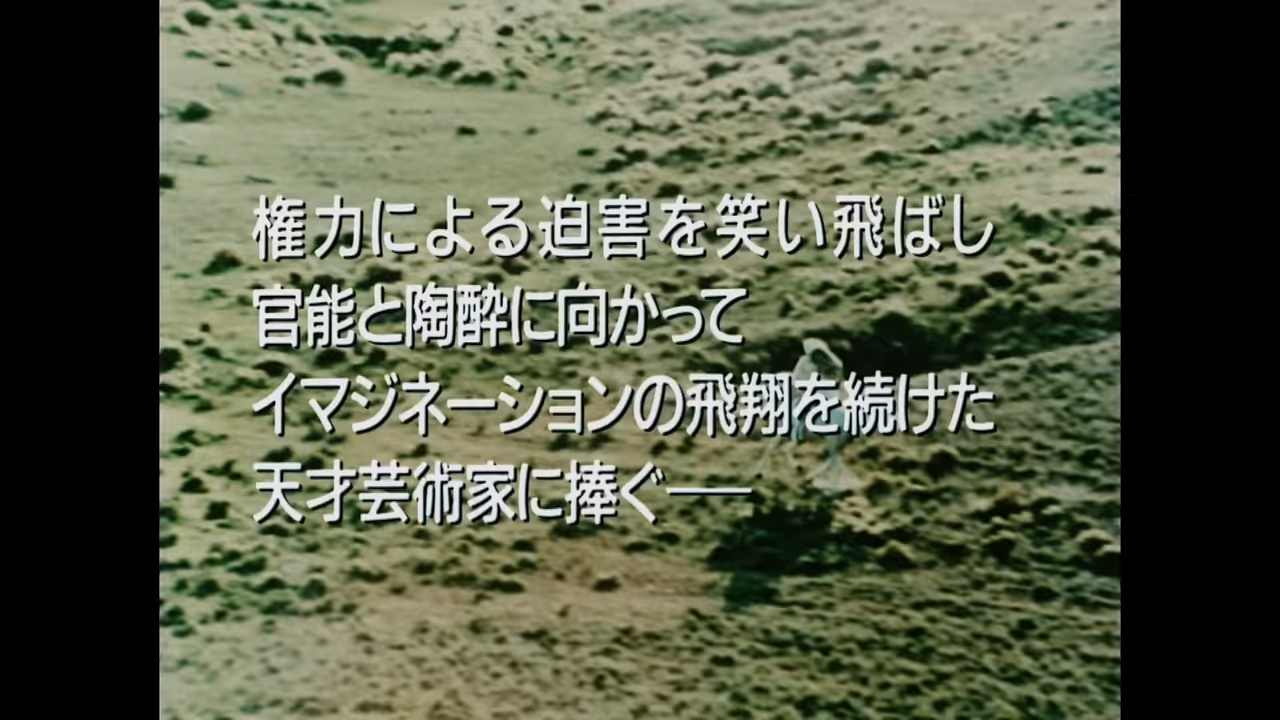 権力による迫害を笑い飛ばし
官能と陶酔に向かって
イマジネーションの飛翔を続けた
天才芸術家に捧ぐ――